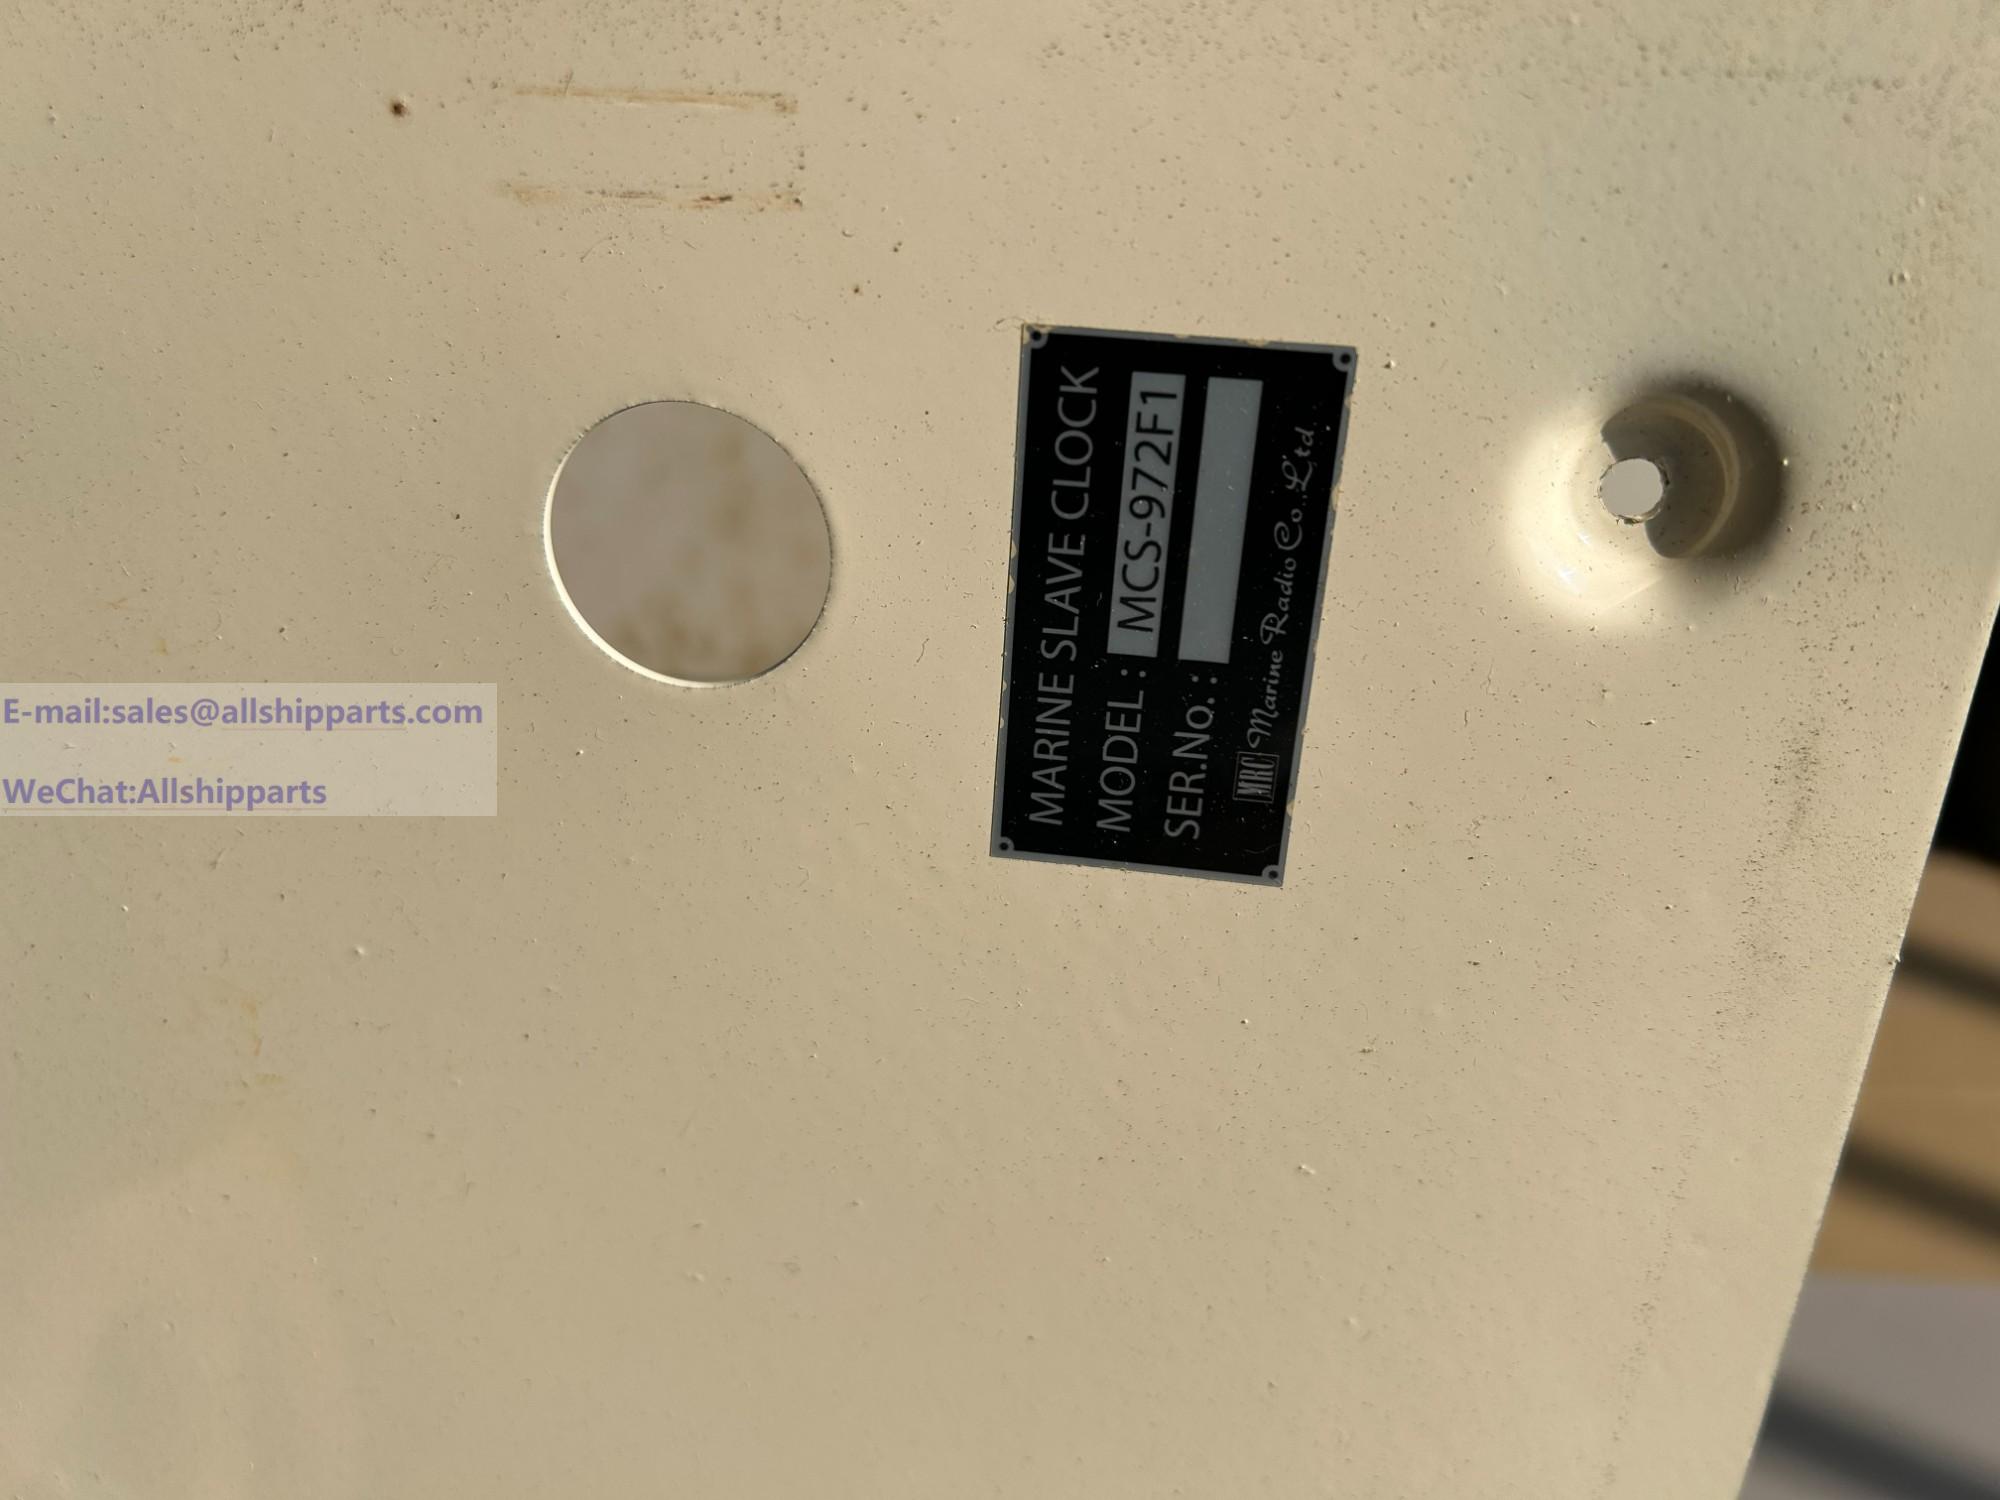 MARINE SLAVE CLOCK
MODEL : MCS-972F1
SER.No. :
MRC Marine Radio Co.,Ltd.
E-mail:sales@allshipparts.com
WeChat:Allshipparts